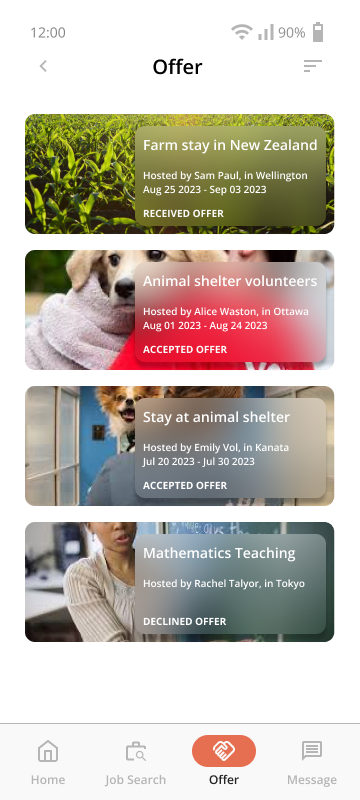 12:00
90%
Offer
Farm stay in New Zealand
Hosted by Sam Paul, in Wellington
Aug 25 2023 - Sep 03 2023
RECEIVED OFFER
Animal shelter volunteers
Hosted by Alice Waston, in Ottawa
Aug 01 2023 - Aug 24 2023
ACCEPTED OFFER
Stay at animal shelter
Hosted by Emily Vol, in Kanata
Jul 20 2023 - Jul 30 2023
ACCEPTED OFFER
Mathematics Teaching
Hosted by Rachel Talyor, in Tokyo
DECLINED OFFER
Home
Job Search
Offer
Message